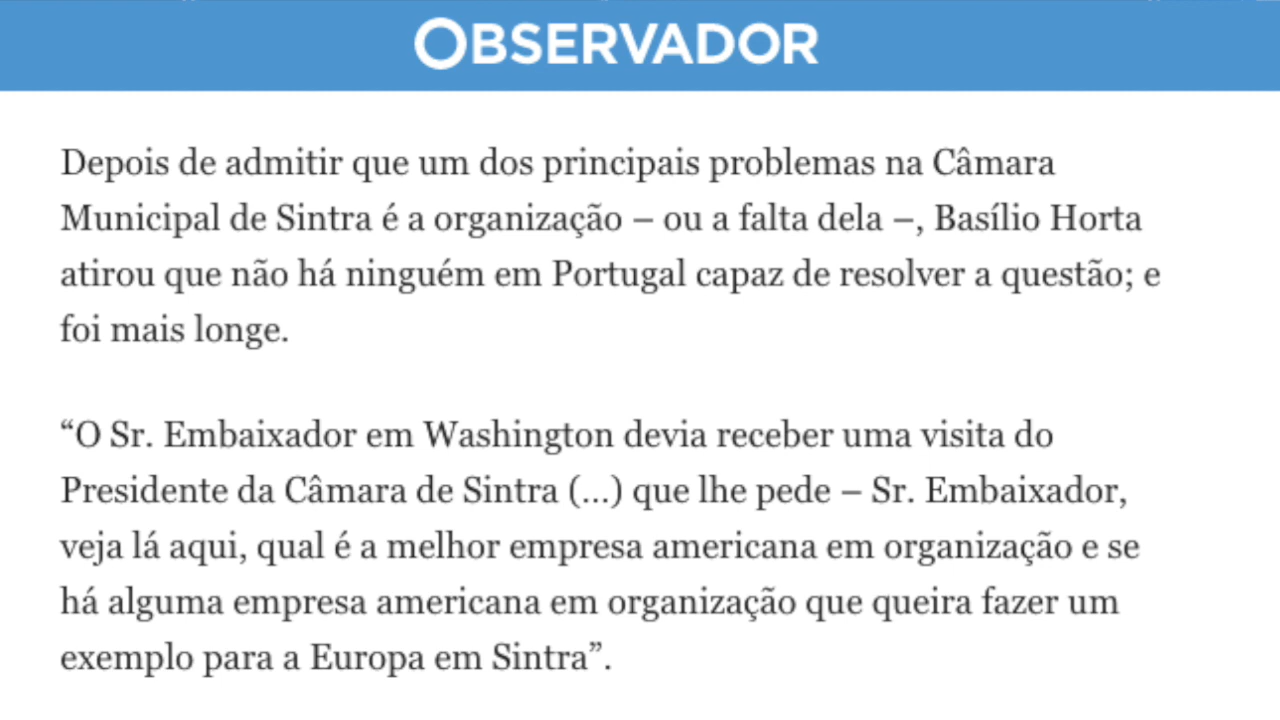 OBSERVADOR
Depois de admitir que um dos principais problemas na Câmara
Municipal de Sintra é a organização – ou a falta dela –, Basílio Horta
atirou que não há ninguém em Portugal capaz de resolver a questão; e
foi mais longe.
“O Sr. Embaixador em Washington devia receber uma visita do
Presidente da Câmara de Sintra (...) que lhe pede – Sr. Embaixador,
veja lá aqui, qual é a melhor empresa americana em organização e se
há alguma empresa americana em organização que queira fazer um
exemplo para a Europa em Sintra”.